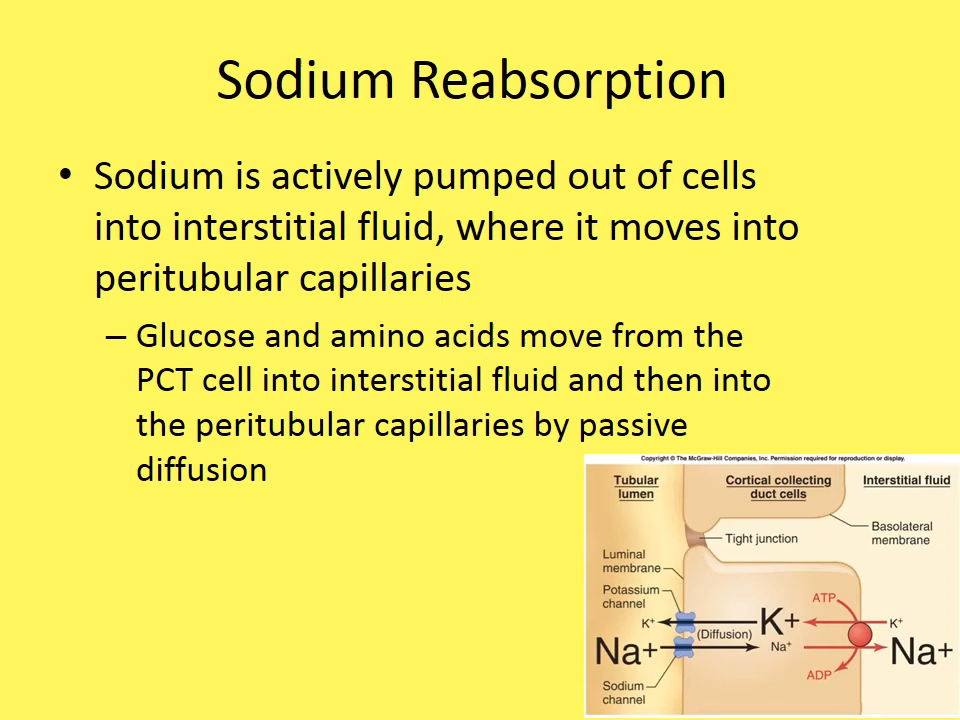 Sodium Reabsorption
• Sodium is actively pumped out of cells
into interstitial fluid, where it moves into
peritubular capillaries
– Glucose and amino acids move from the
PCT cell into interstitial fluid and then into
the peritubular capillaries by passive
diffusion
Copyright © The McGraw-Hill Companies, Inc. Permission required for reproduction or display.
Tubular
lumen
Cortical collecting
duct cells
Interstitial fluid
Basolateral
membrane
Tight junction
Luminal
membrane
Potassium
channel
ATP
K+
K+
K+
(Diffusion)
Na+
Na+
Na+
ADP
Sodium
channel